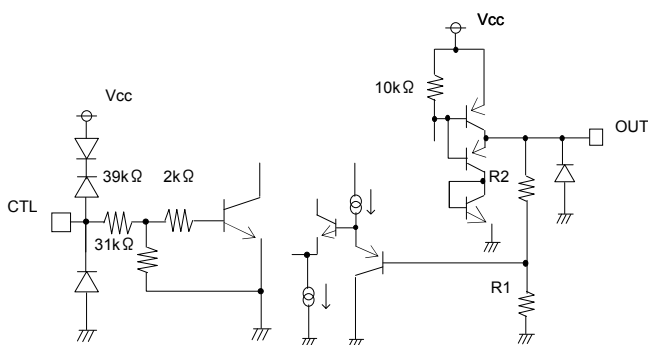 Vcc
10kΩ
OUT
Vcc
R2
39kΩ 2kΩ
CTL
31kΩ
R1